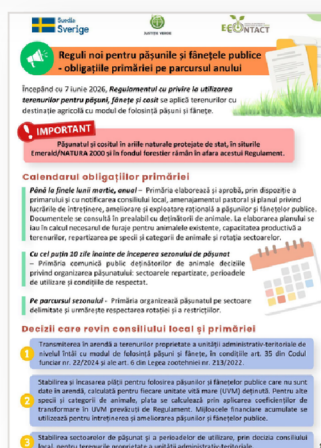 Suedia
Sverige
ECONTACT
Reguli noi pentru pășunile și fânețele publice
- obligațiile primăriei pe parcursul anului
Începând cu 7 iunie 2026, Regulamentul cu privire la utilizarea
terenurilor pentru pășuni, fânețe și cosit se aplică terenurilor cu
destinație agricolă cu modul de folosință pășuni și fânețe.
IMPORTANT
Pășunatul și cositul în ariile naturale protejate de stat, în siturile
Emerald/NATURA 2000 și în fondul forestier rămân în afara acestui Regulament.
Calendarul obligațiilor primăriei
Până la finele lunii martie, anual – Primăria elaborează și aprobă, prin dispoziție a
primarului și cu notificarea consiliului local, amenajamentul pastoral și planul privind
lucrările de întreținere, ameliorare și exploatare rațională a pășunilor și fânețelor publice.
Documentele se consultă în prealabil cu deținătorii de animale. La elaborarea planului se
iau în calcul necesarul de furaje pentru animalele existente, capacitatea productivă a
terenurilor, repartizarea pe specii și categorii de animale și rotația sectoarelor.
Cu cel puțin 10 zile înainte de începerea sezonului de pășunat
– Primăria comunică public deținătorilor de animale deciziile
privind organizarea pășunatului: sectoarele repartizate, perioadele
de utilizare și condițiile de respectat.
Pe parcursul sezonului - Primăria organizează pășunatul pe sectoare
delimitate și urmărește respectarea rotației și a restricțiilor.
Decizii care revin consiliului local și primăriei
1 Transmiterea în arendă a terenurilor proprietate a unității administrativ-teritoriale de
nivelul întâi cu modul de folosință pășuni și fânețe, în condițiile art. 35 din Codul
funciar nr. 22/2024 și ale art. 6 din Legea zootehniei nr. 213/2022.
2 Stabilirea și încasarea plății pentru folosirea pășunilor și fânețelor publice care nu sunt
date în arendă, calculată pentru fiecare unitate vită mare (UVM) deținută. Pentru alte
specii și categorii de animale, plata se calculează prin aplicarea coeficienților de
transformare în UVM prevăzuți de Regulament. Mijloacele financiare acumulate se
utilizează pentru întreținerea și ameliorarea pășunilor și fânețelor publice.
3 Stabilirea sectoarelor de pășunat și a perioadelor de utilizare, prin decizia consiliului
local, pentru terenurile proprietate a unității administrativ-teritoriale.